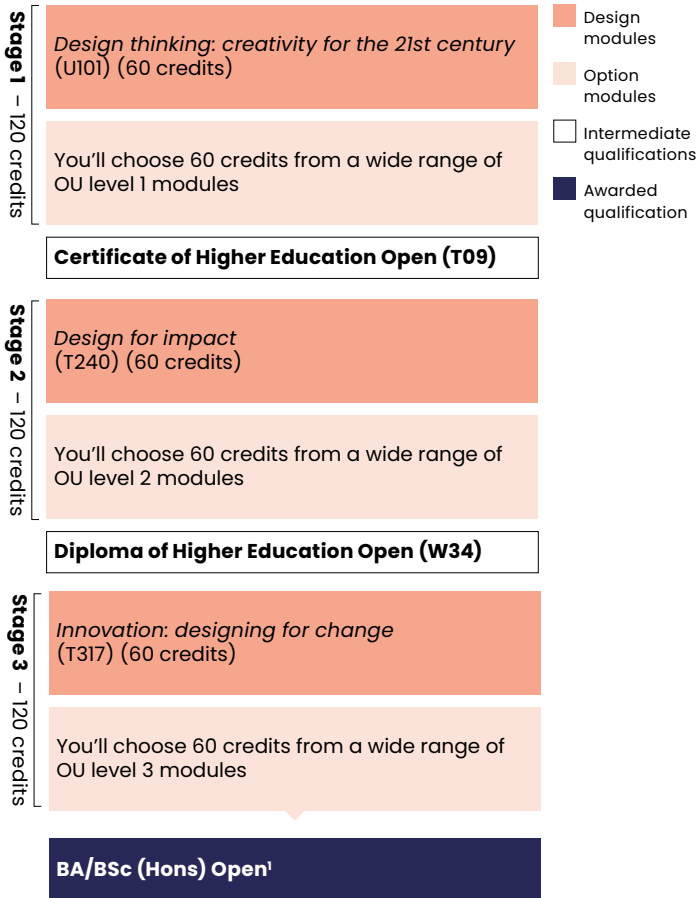 Stage 1 – 120 credits
Design thinking: creativity for the 21st century
(U101) (60 credits)
You’ll choose 60 credits from a wide range of
OU level 1 modules
Certificate of Higher Education Open (T09)
Stage 2 – 120 credits
Design for impact
(T240) (60 credits)
You’ll choose 60 credits from a wide range of
OU level 2 modules
Diploma of Higher Education Open (W34)
Stage 3 – 120 credits
Innovation: designing for change
(T317) (60 credits)
You’ll choose 60 credits from a wide range of
OU level 3 modules
BA/BSc (Hons) Open¹
Design
modules
Option
modules
Intermediate
qualifications
Awarded
qualification